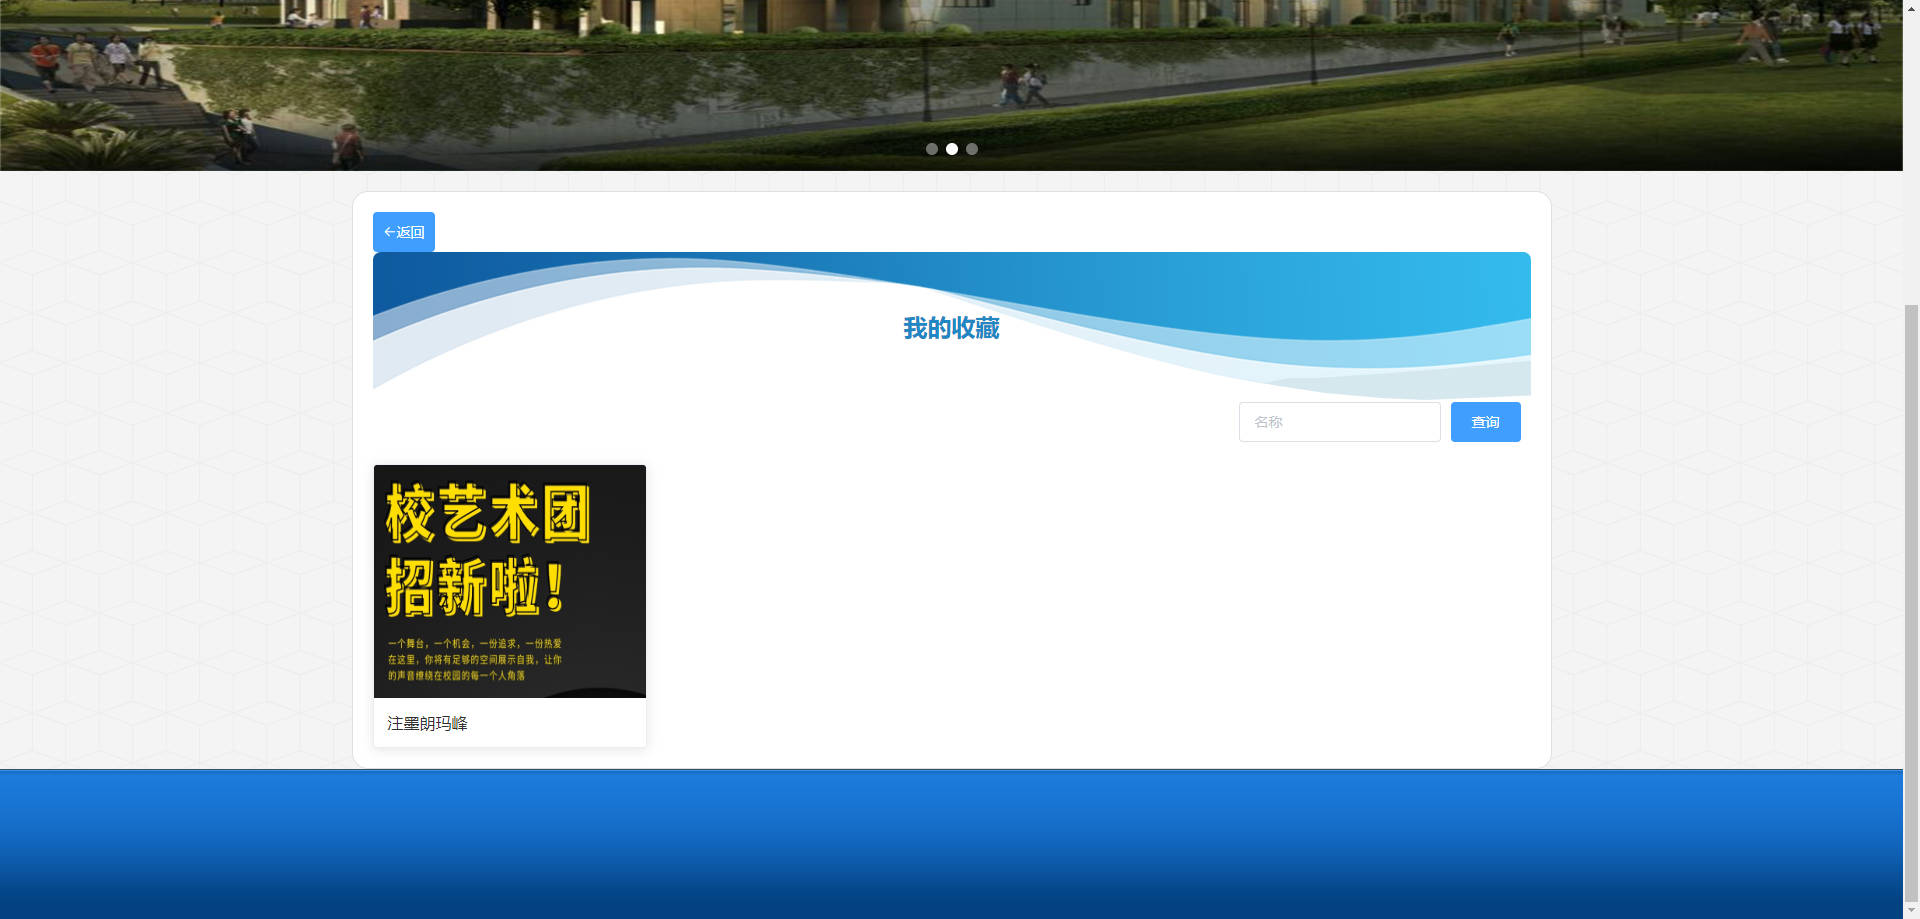 ←返回
我的收藏
名称
查询
校艺术团
招新啦！
一个舞台，一个机会，一份追求，一份热爱
在这里，你将有足够的空间展示自我，让你
的声音缭绕在校园的每一个人角落
注墨朗玛峰